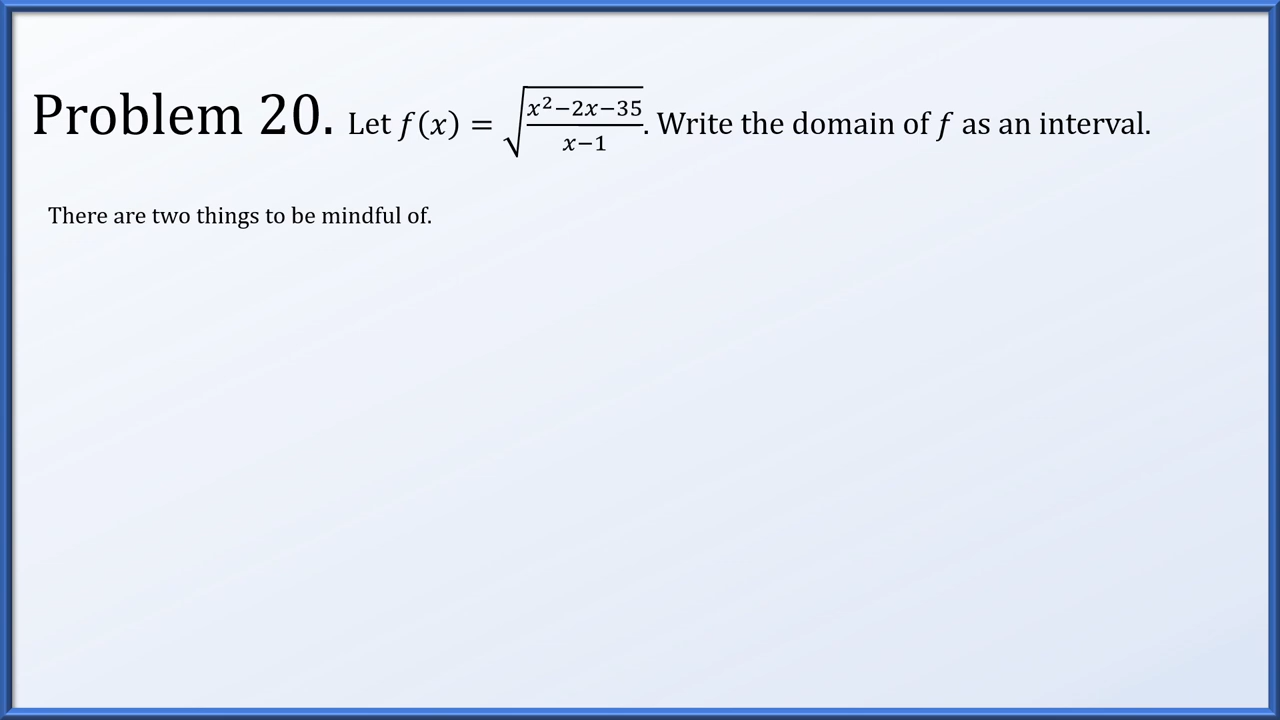 Problem 20. Let f(x) = √((x²−2x−35)/(x−1)). Write the domain of f as an interval.
There are two things to be mindful of.